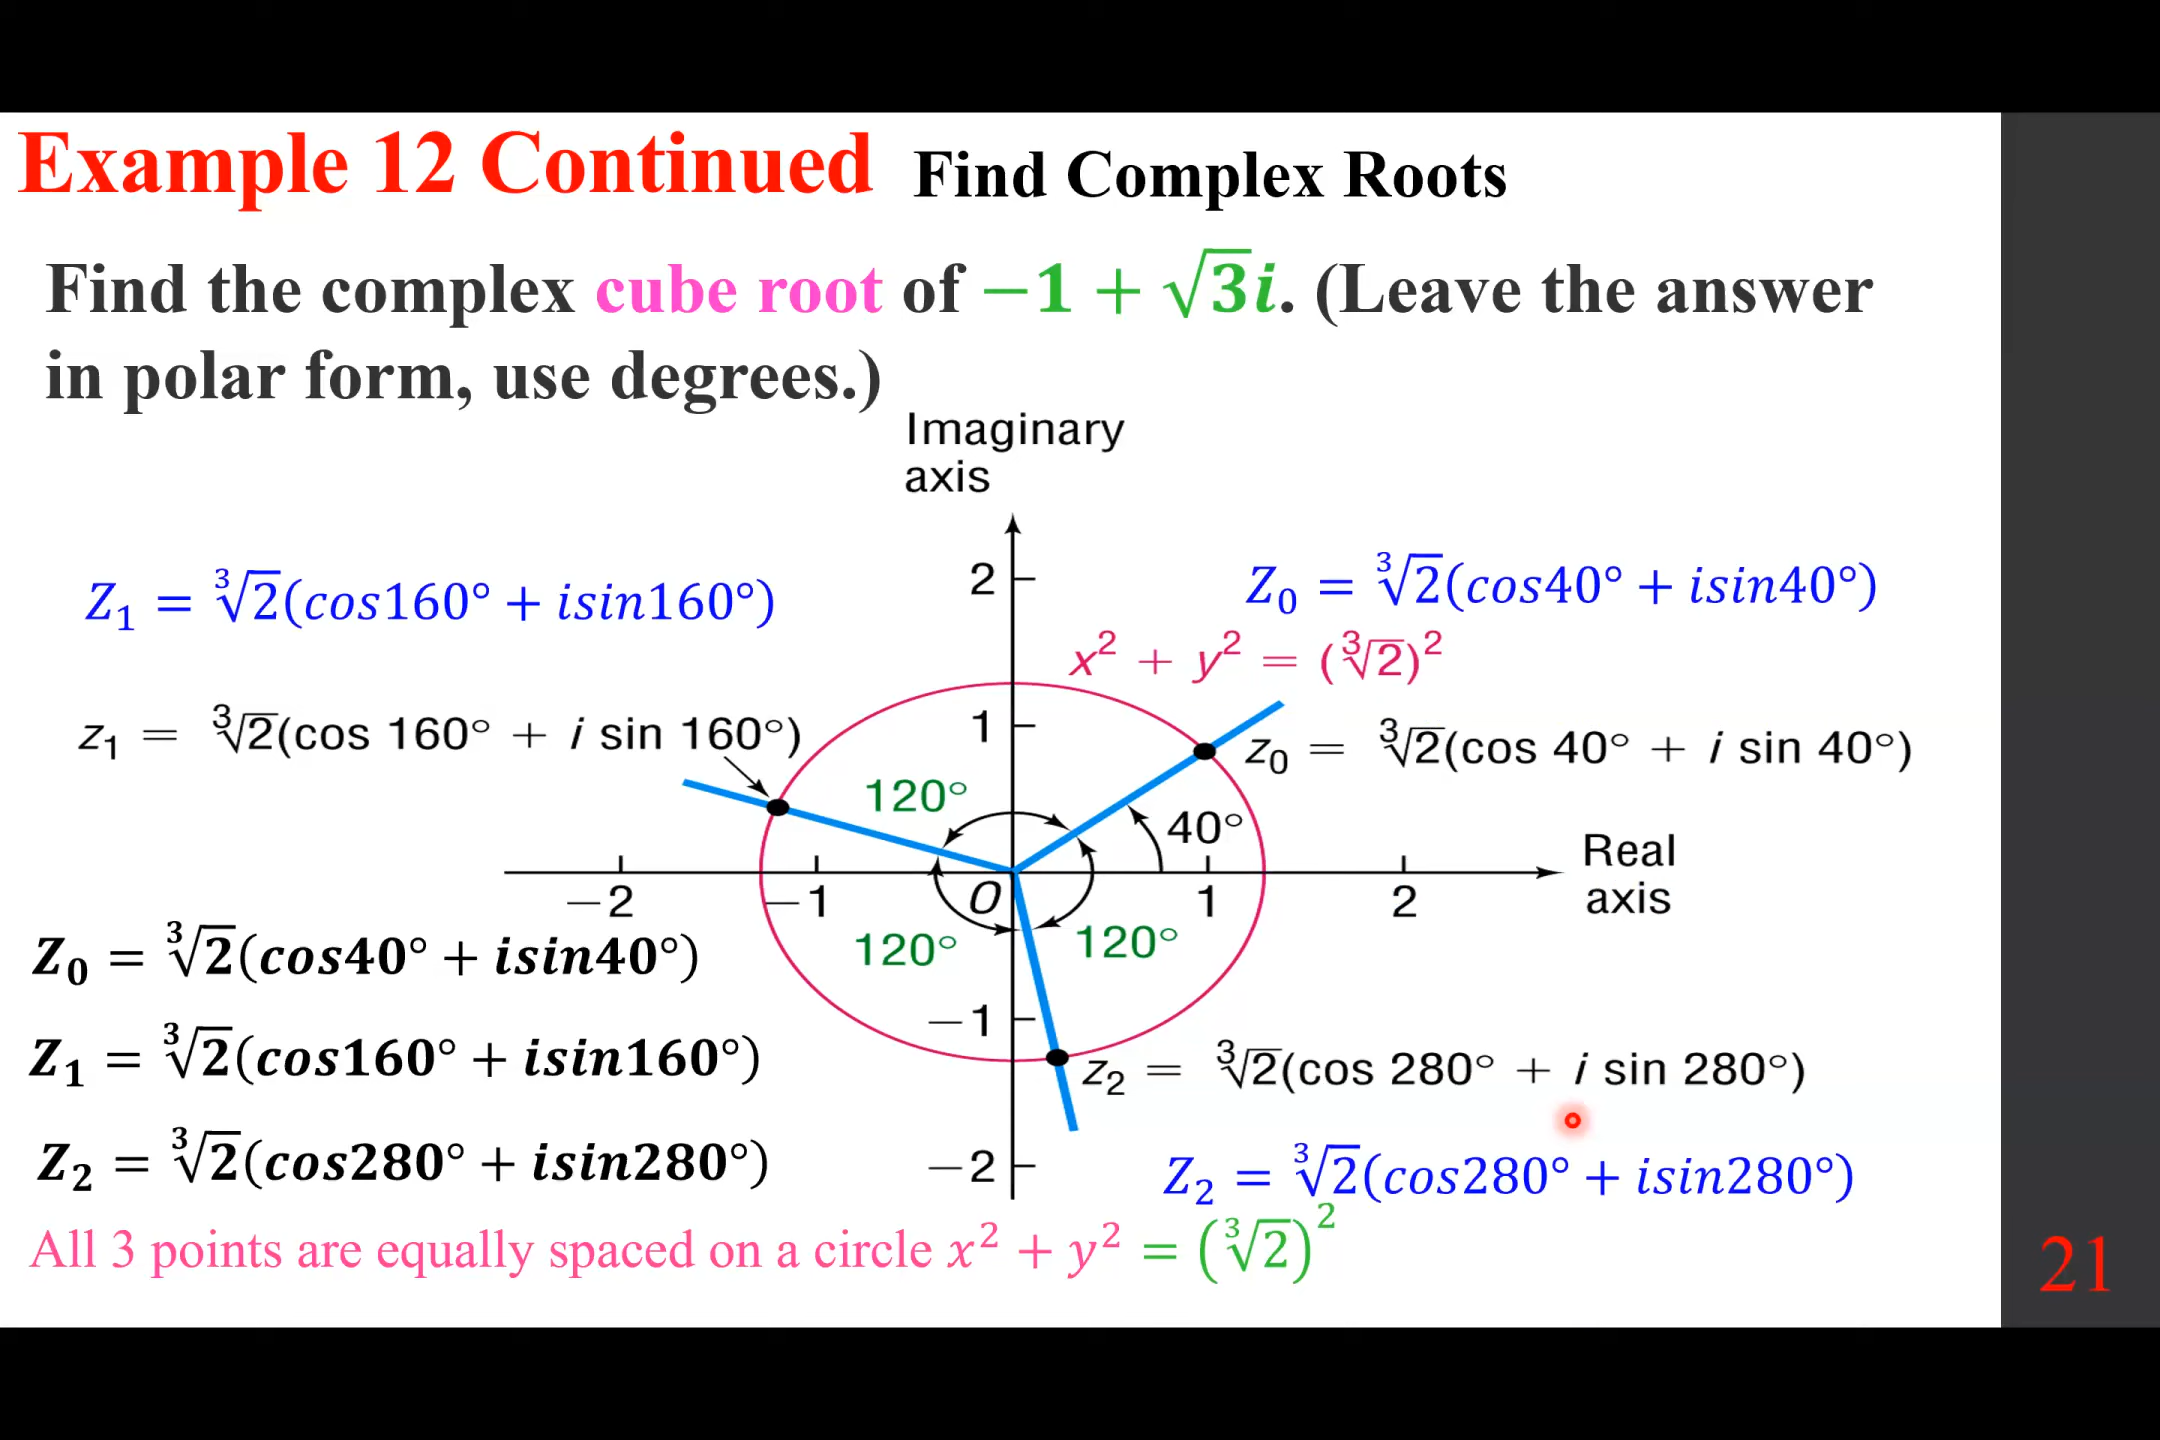 Example 12 Continued Find Complex Roots
Find the complex cube root of −1 + √3i. (Leave the answer
in polar form, use degrees.)
Imaginary
axis
2
Z₀ = ∛2(cos40° + isin40°)
Z₁ = ∛2(cos160° + isin160°)
x² + y² = (∛2)²
z₁ = ∛2(cos 160° + i sin 160°)
1
z₀ = ∛2(cos 40° + i sin 40°)
120°
40°
Real
axis
−2
−1
O
1
2
120°
120°
Z₀ = ∛2(cos40° + isin40°)
−1
Z₁ = ∛2(cos160° + isin160°)
z₂ = ∛2(cos 280° + i sin 280°)
Z₂ = ∛2(cos280° + isin280°)
−2
Z₂ = ∛2(cos280° + isin280°)
All 3 points are equally spaced on a circle x² + y² = (∛2)²
21